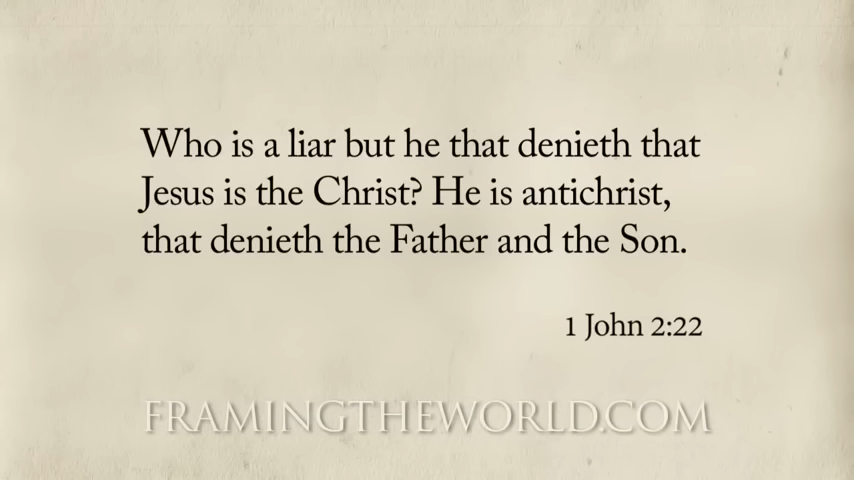 Who is a liar but he that denieth that
Jesus is the Christ? He is antichrist,
that denieth the Father and the Son.
1 John 2:22
FRAMINGTHEWORLD.COM